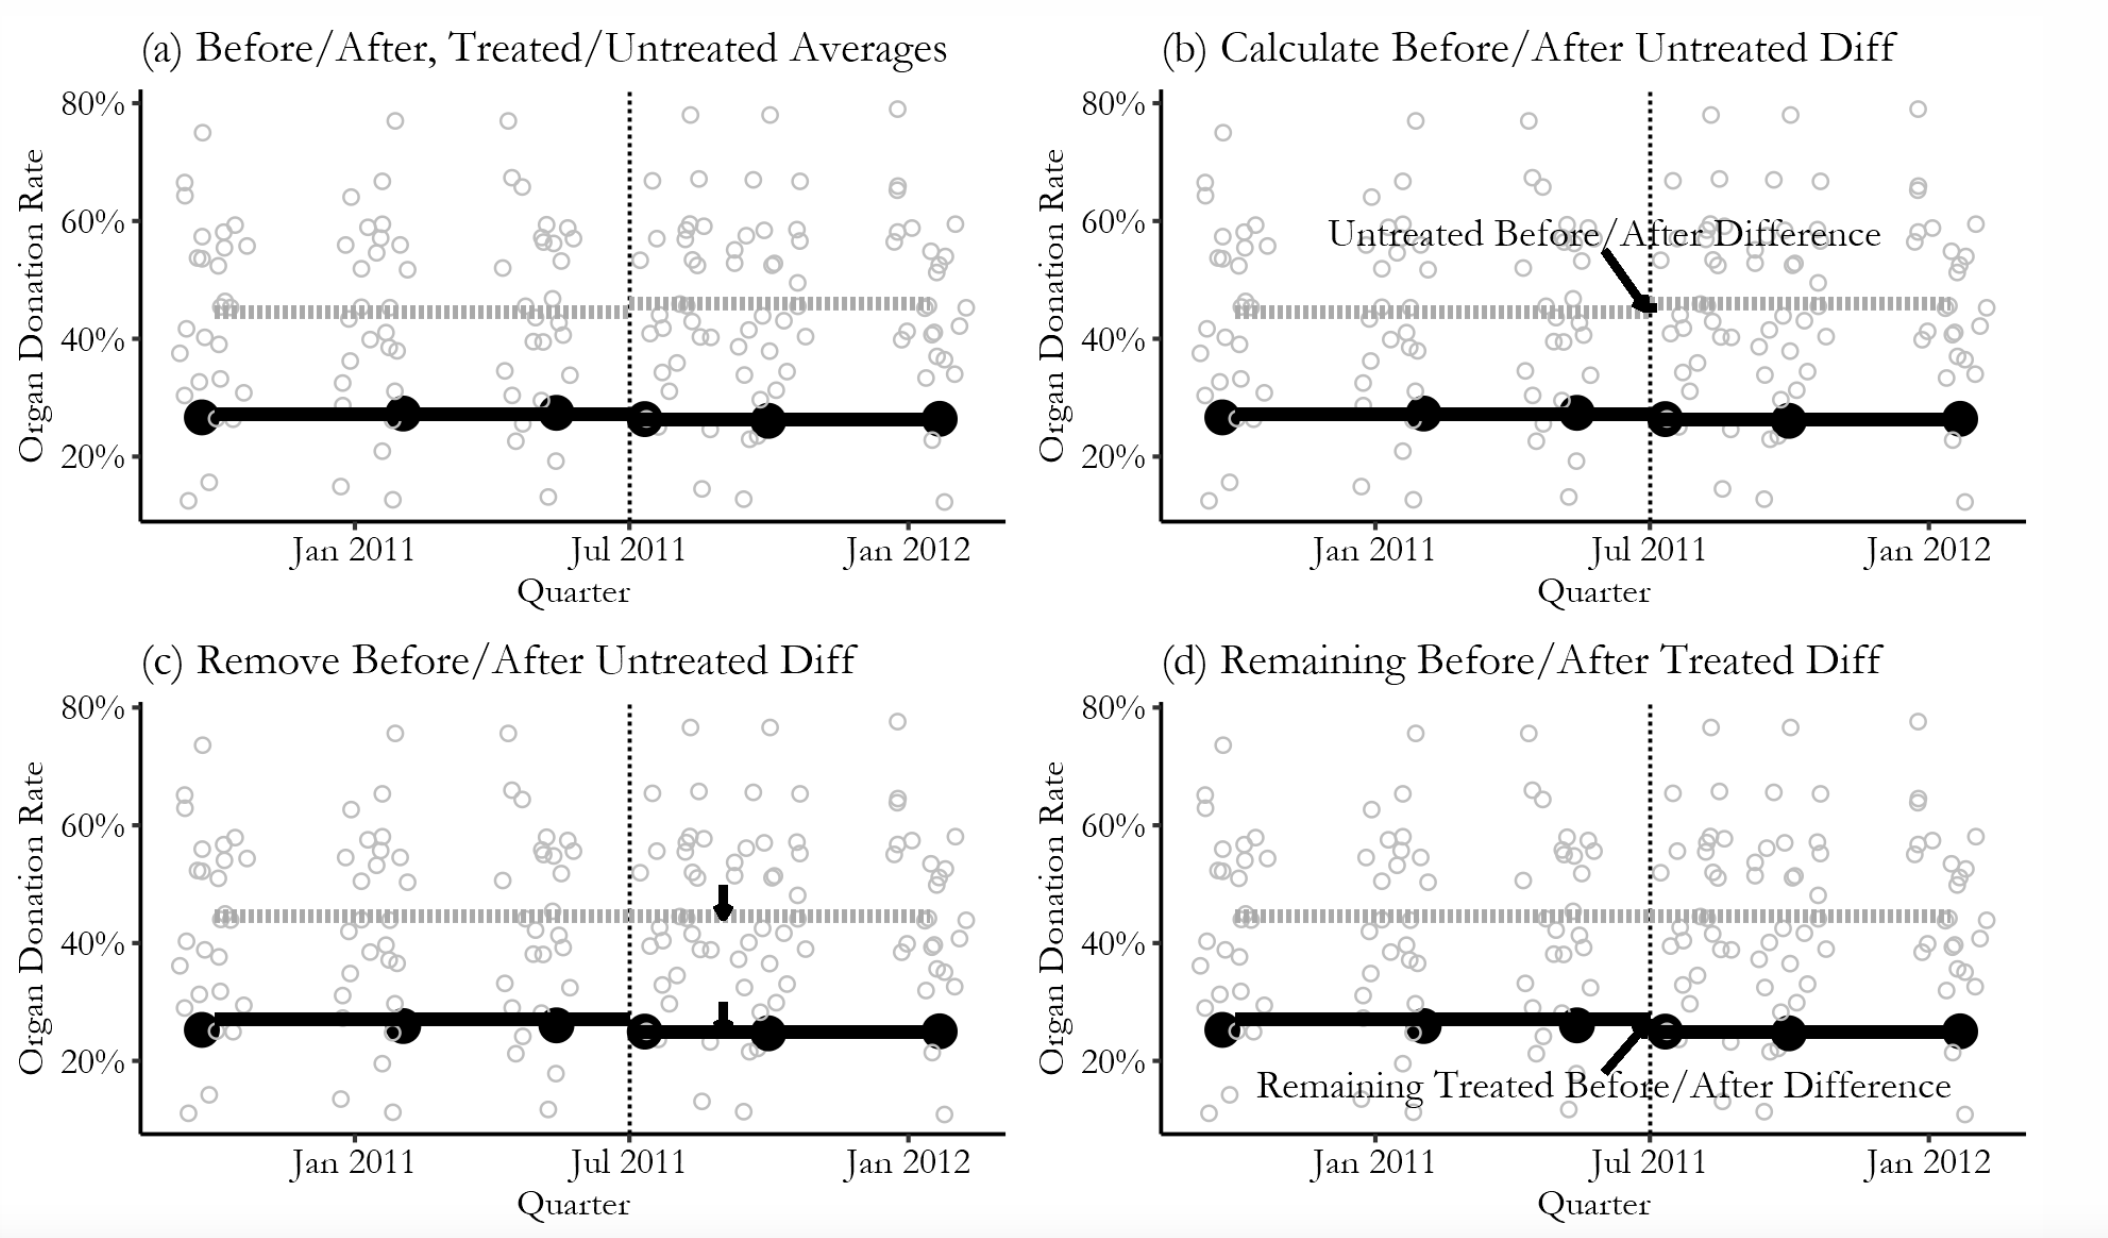 (a) Before/After, Treated/Untreated Averages
80%
60%
40%
20%
Organ Donation Rate
Jan 2011
Jul 2011
Jan 2012
Quarter
(b) Calculate Before/After Untreated Diff
80%
60%
40%
20%
Organ Donation Rate
Untreated Before/After Difference
Jan 2011
Jul 2011
Jan 2012
Quarter
(c) Remove Before/After Untreated Diff
80%
60%
40%
20%
Organ Donation Rate
Jan 2011
Jul 2011
Jan 2012
Quarter
(d) Remaining Before/After Treated Diff
80%
60%
40%
20%
Organ Donation Rate
Remaining Treated Before/After Difference
Jan 2011
Jul 2011
Jan 2012
Quarter